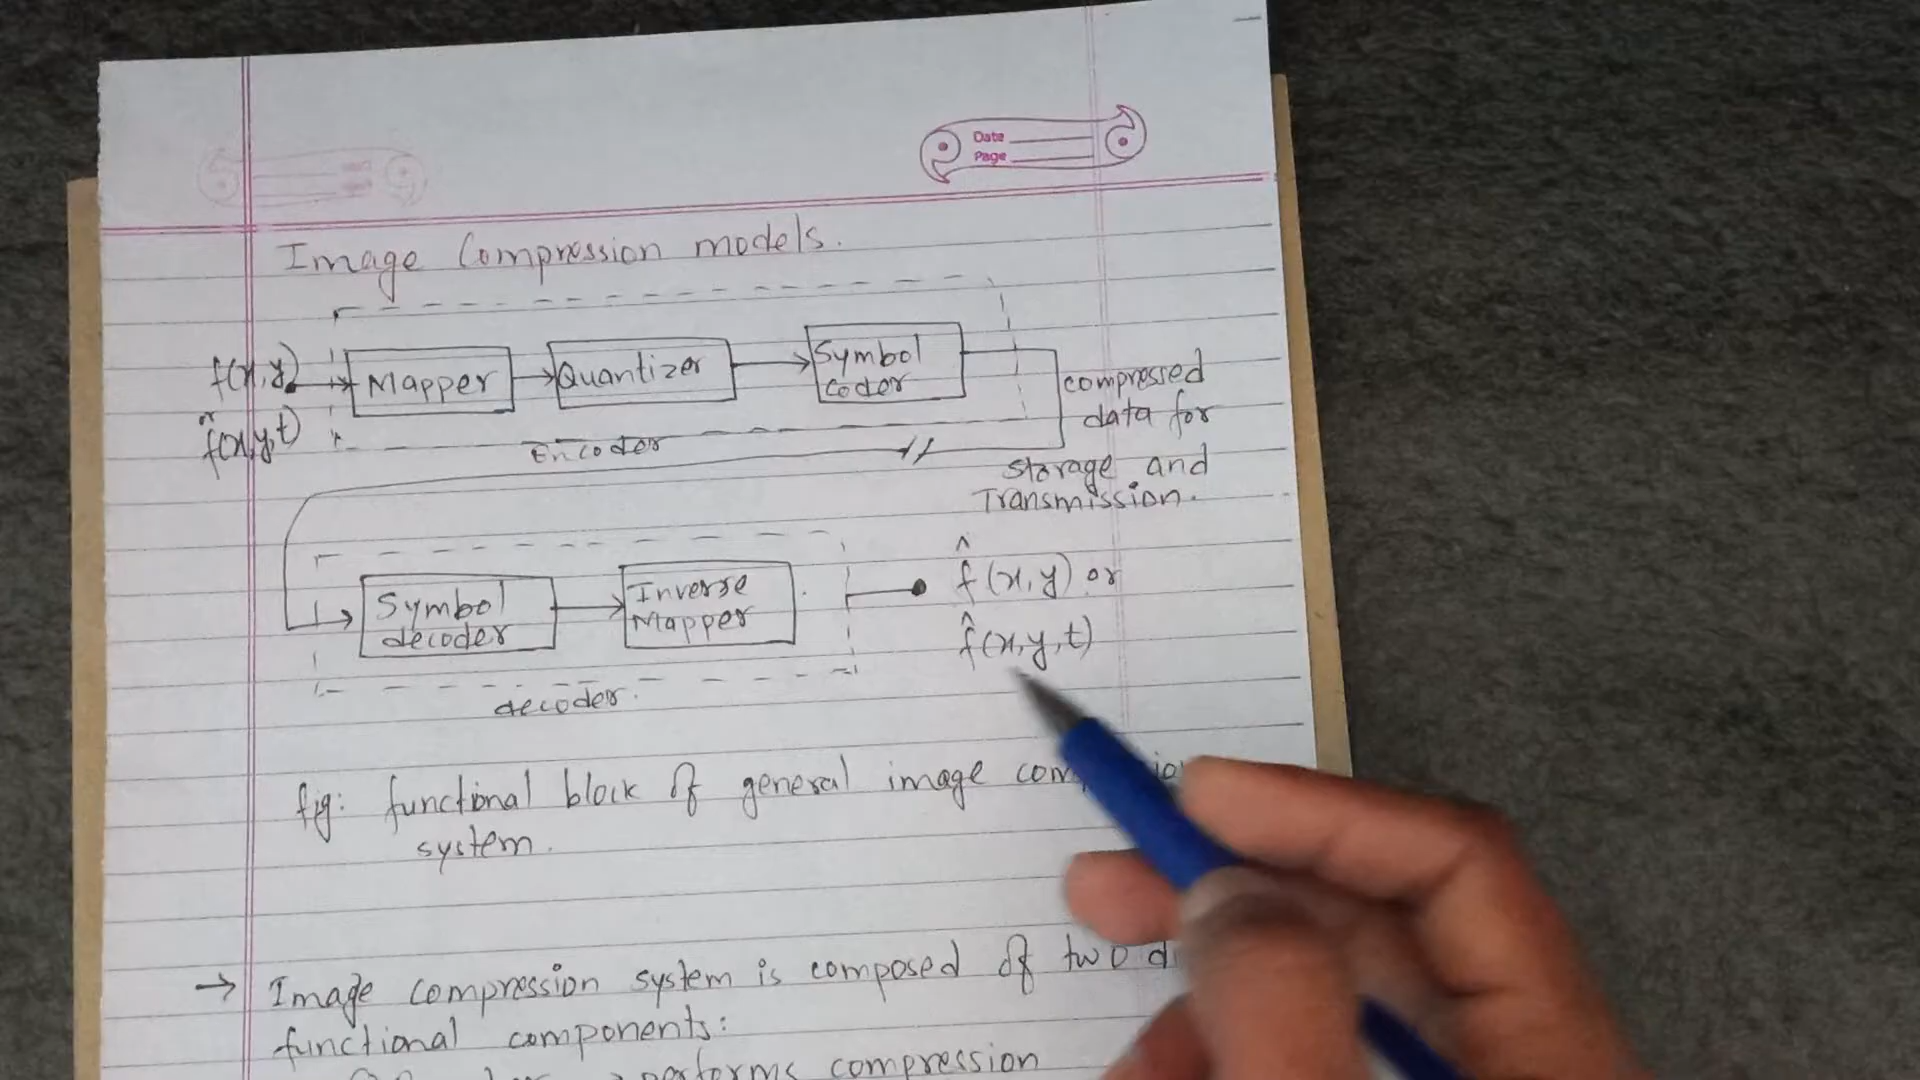 Date
Page
Image Compression models.
f(x,y)
or
f̂(x,y,t)
Mapper
Quantizer
Symbol
coder
Encoder
compressed
data for
storage and
Transmission.
Symbol
decoder
Inverse
Mapper
decoder.
f̂(x,y) or
f̂(x,y,t)
fig: functional block of general image
system.
→ Image compression system is composed of two
functional components:
performs compression